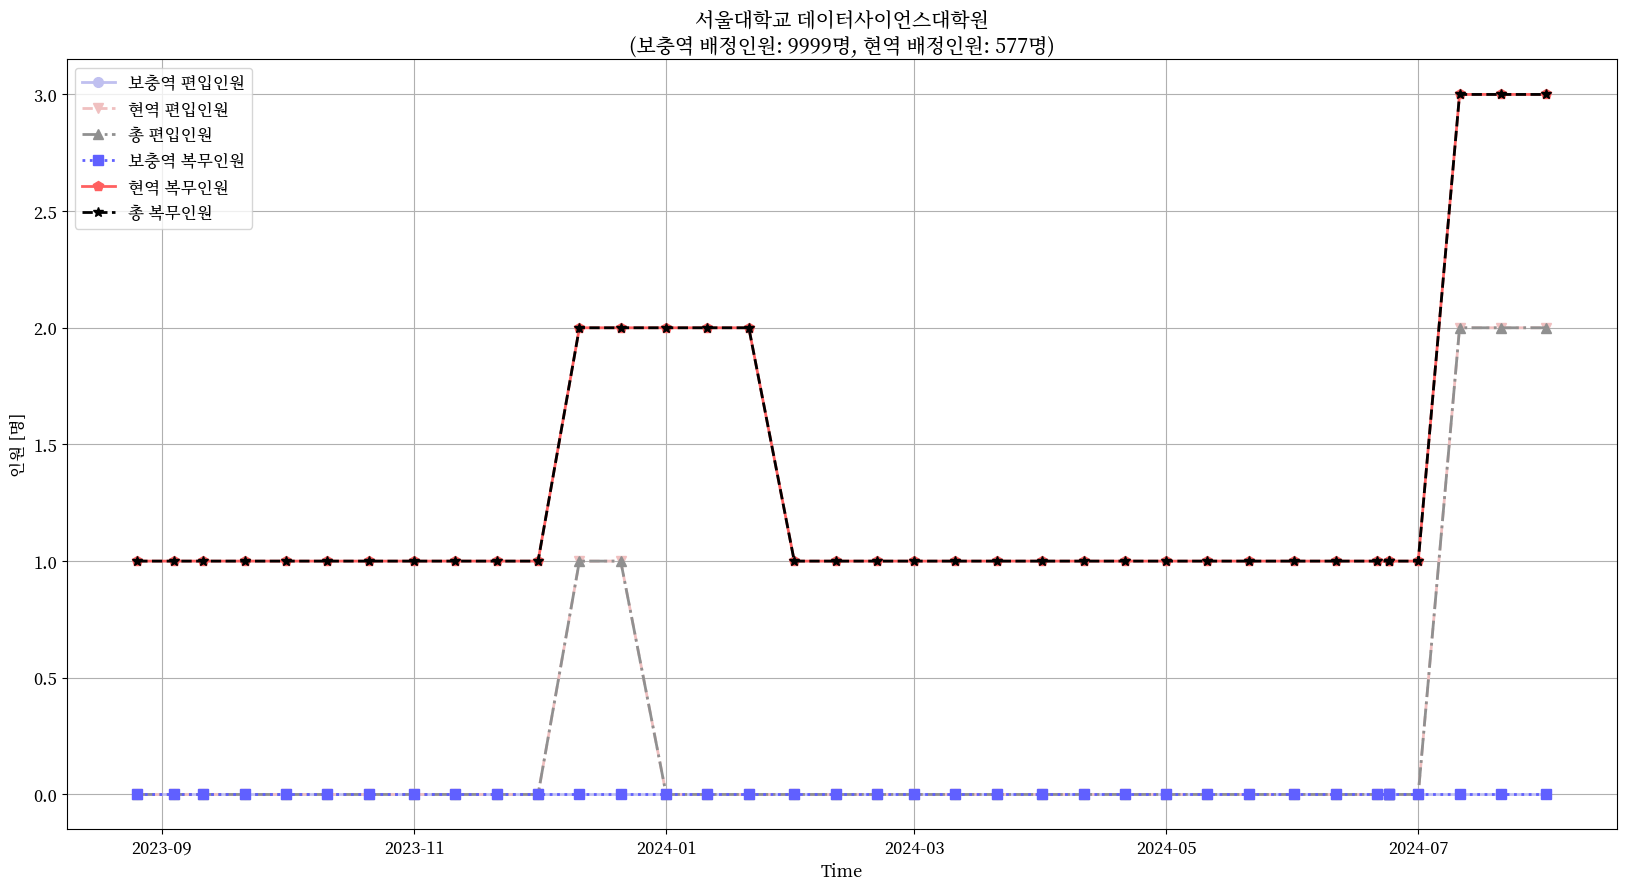 서울대학교 데이터사이언스대학원
(보충역 배정인원: 9999명, 현역 배정인원: 577명)
보충역 편입인원
현역 편입인원
총 편입인원
보충역 복무인원
현역 복무인원
총 복무인원
3.0
2.5
2.0
1.5
1.0
0.5
0.0
인원 [명]
2023-09 2023-11 2024-01 2024-03 2024-05 2024-07
Time